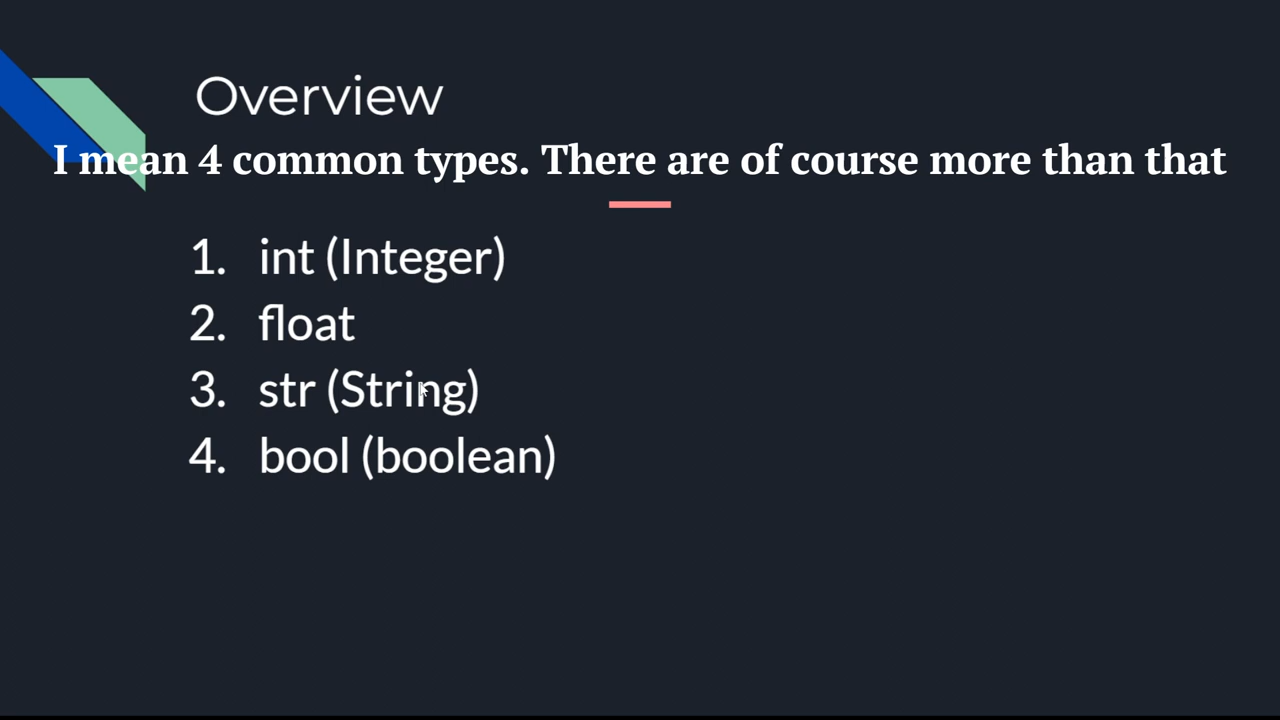 Overview
I mean 4 common types. There are of course more than that
1. int (Integer)
2. float
3. str (String)
4. bool (boolean)